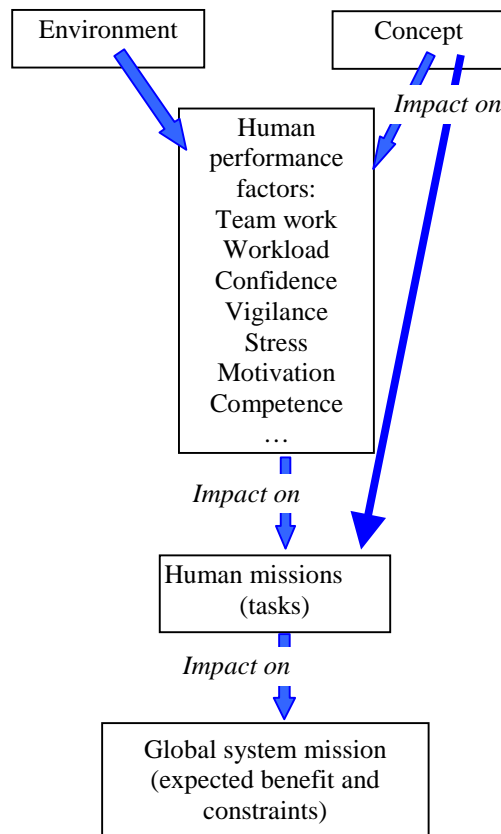 Environment
Concept
Impact on
Human
performance
factors:
Team work
Workload
Confidence
Vigilance
Stress
Motivation
Competence
…
Impact on
Human missions
(tasks)
Impact on
Global system mission
(expected benefit and
constraints)